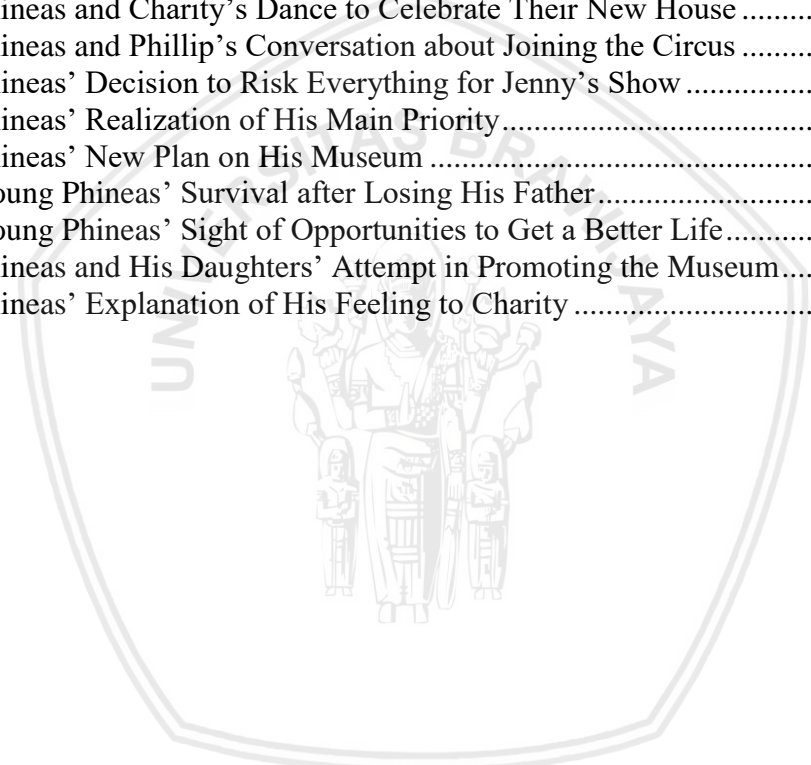 ineas and Charity's Dance to Celebrate Their New House ........
ineas and Phillip's Conversation about Joining the Circus ........
ineas' Decision to Risk Everything for Jenny's Show ..............
ineas' Realization of His Main Priority..................................
ineas' New Plan on His Museum ..........................................
oung Phineas' Survival after Losing His Father.......................
oung Phineas' Sight of Opportunities to Get a Better Life.........
ineas and His Daughters' Attempt in Promoting the Museum....
ineas' Explanation of His Feeling to Charity ..........................
UNIVERSITAS BRAWIJAYA